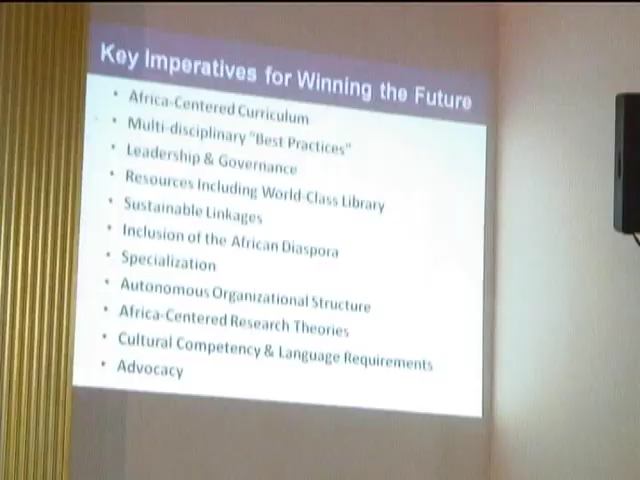 Key Imperatives for Winning the Future
• Africa-Centered Curriculum
• Multi-disciplinary "Best Practices"
• Leadership & Governance
• Resources Including World-Class Library
• Sustainable Linkages
• Inclusion of the African Diaspora
• Specialization
• Autonomous Organizational Structure
• Africa-Centered Research Theories
• Cultural Competency & Language Requirements
• Advocacy